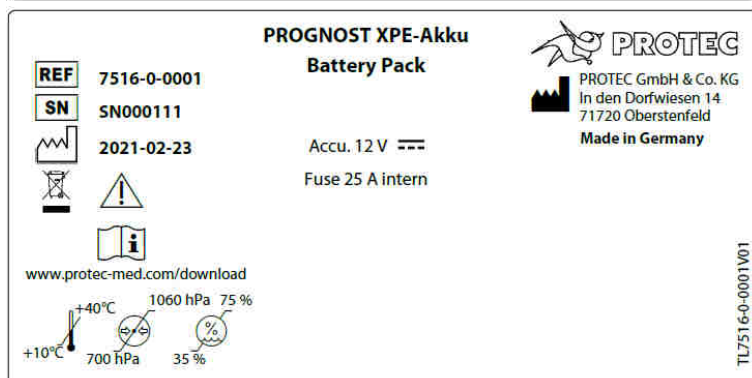 PROGNOST XPE-Akku
Battery Pack
PROTEC
PROTEC GmbH & Co. KG
In den Dorfwiesen 14
71720 Oberstenfeld
Made in Germany
REF 7516-0-0001
SN SN000111
2021-02-23
Accu. 12 V
Fuse 25 A intern
i
www.protec-med.com/download
+40°C
+10°C
1060 hPa
700 hPa
75 %
%
35 %
TL7516-0-0001V01